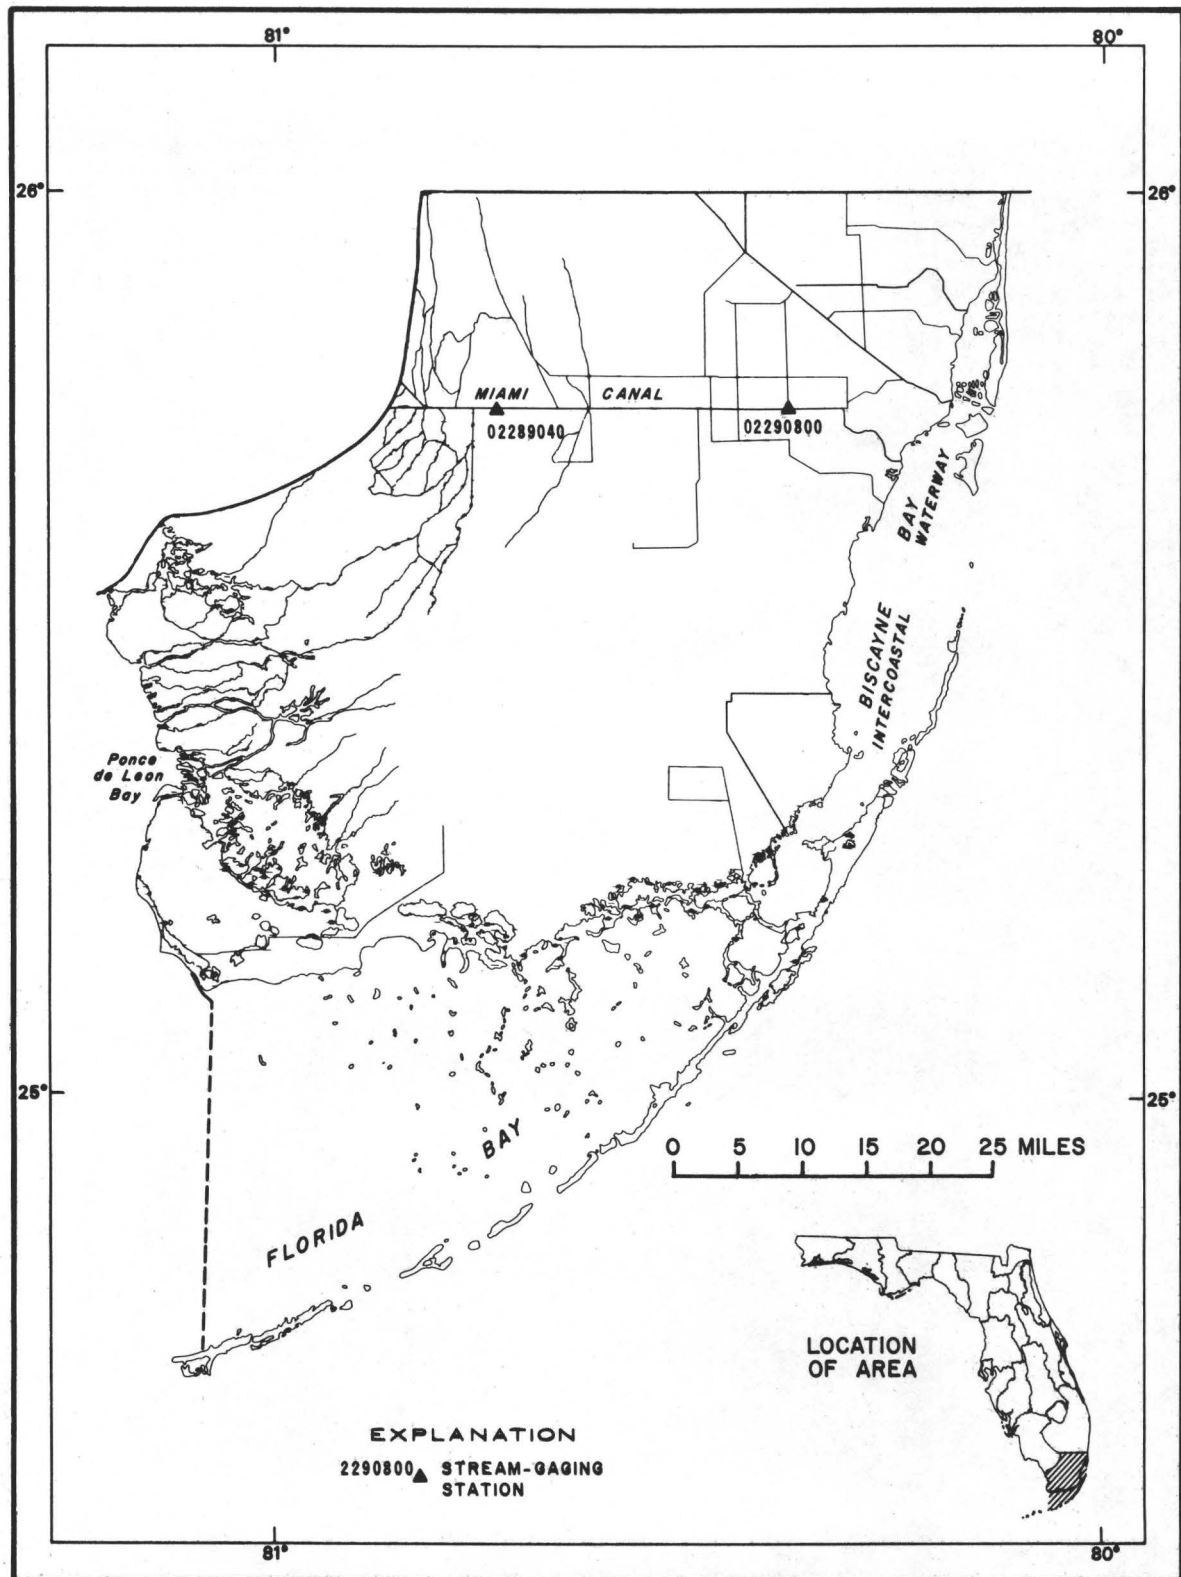 81°
80°
26°
26°
MIAMI CANAL
02289040
02290800
BAY
WATERWAY
BISCAYNE
INTERCOASTAL
Ponce
de Leon
Bay
25°
25°
BAY
0 5 10 15 20 25 MILES
FLORIDA
LOCATION
OF AREA
EXPLANATION
2290800 STREAM-GAGING
STATION
81°
80°